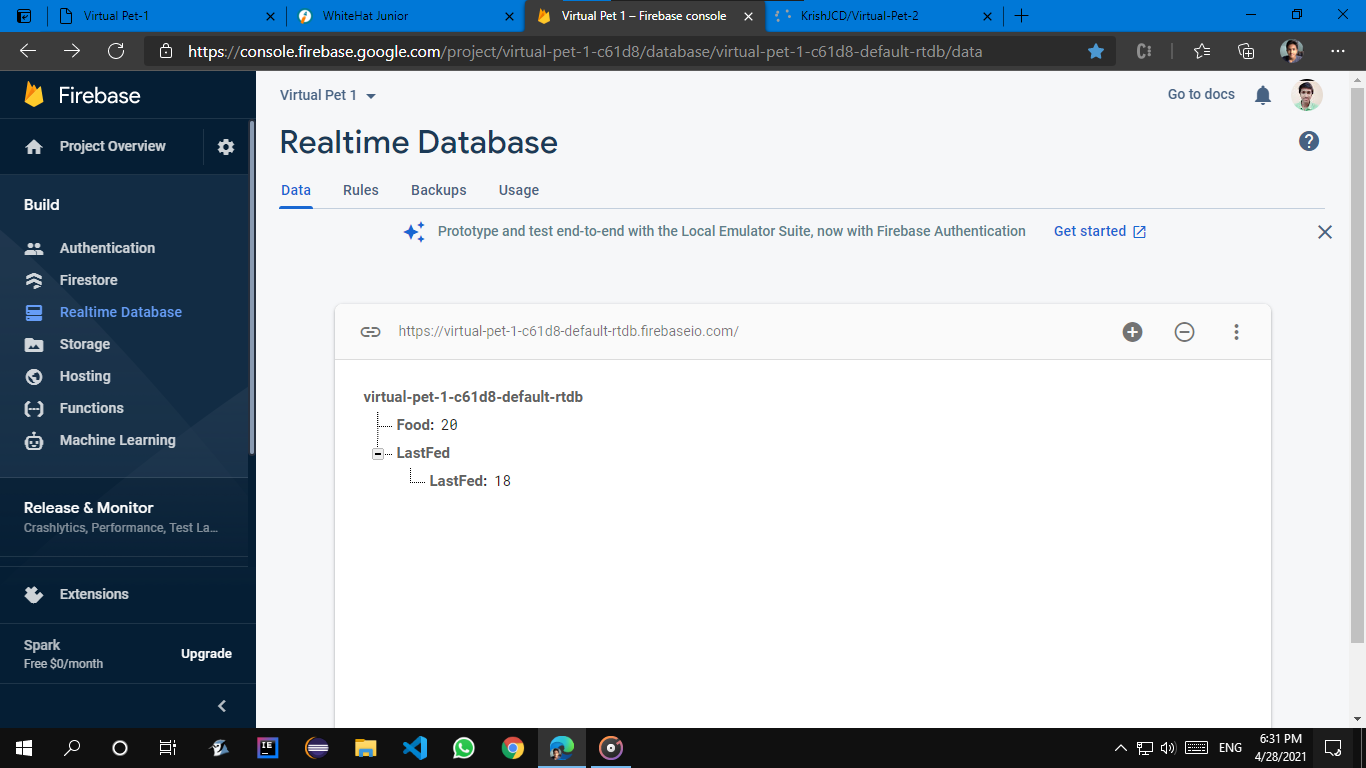 Virtual Pet-1
WhiteHat Junior
Virtual Pet 1 – Firebase console
KrishJCD/Virtual-Pet-2
https://console.firebase.google.com/project/virtual-pet-1-c61d8/database/virtual-pet-1-c61d8-default-rtdb/data
Firebase
Project Overview
Build
Authentication
Firestore
Realtime Database
Storage
Hosting
Functions
Machine Learning
Release & Monitor
Crashlytics, Performance, Test La...
Extensions
Spark
Free $0/month
Upgrade
Virtual Pet 1
Go to docs
Realtime Database
Data Rules Backups Usage
Prototype and test end-to-end with the Local Emulator Suite, now with Firebase Authentication Get started
https://virtual-pet-1-c61d8-default-rtdb.firebaseio.com/
virtual-pet-1-c61d8-default-rtdb
Food: 20
LastFed
LastFed: 18
IE
ENG
6:31 PM
4/28/2021